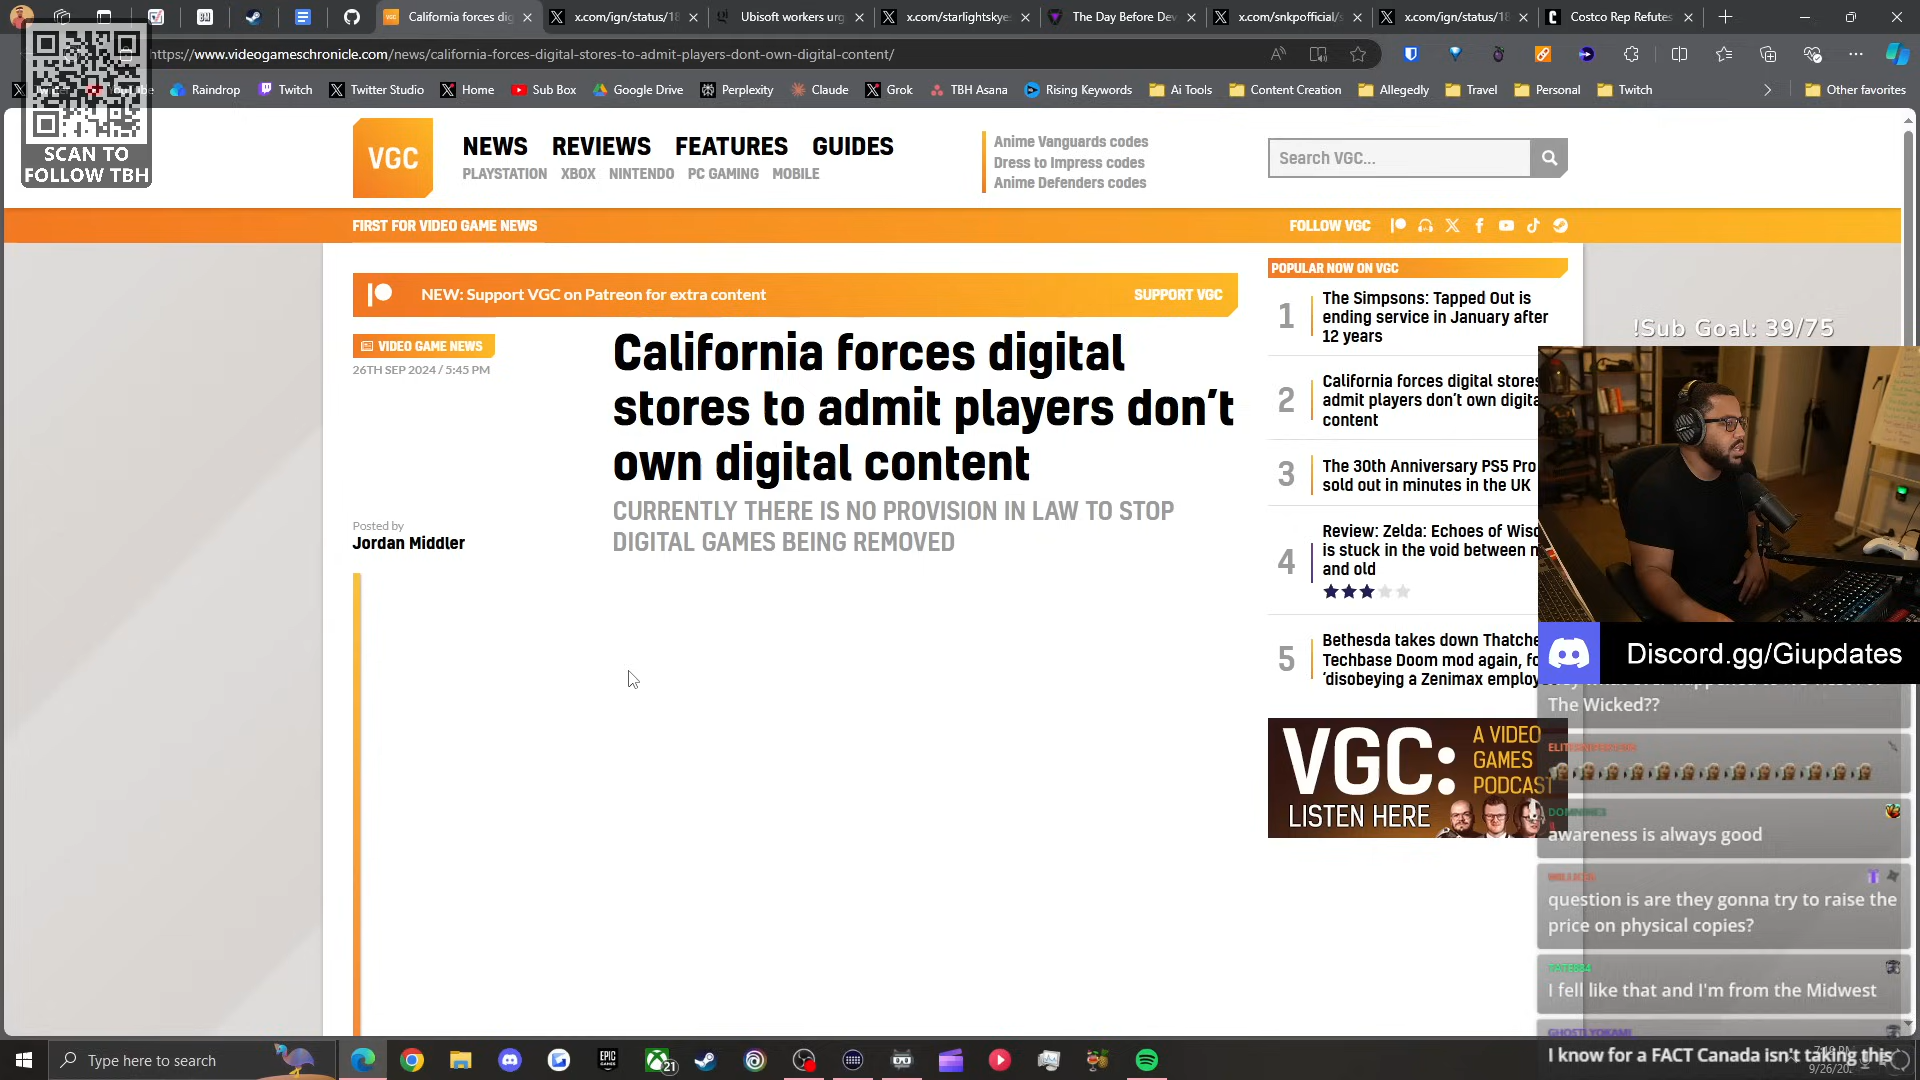 California forces dig
x.com/ign/status/18
Ubisoft workers urg
x.com/starlightskye
The Day Before Dev
x.com/snkpofficial/s
x.com/ign/status/18
Costco Rep Refutes
https://www.videogameschronicle.com/news/california-forces-digital-stores-to-admit-players-dont-own-digital-content/
Raindrop
Twitch
Twitter Studio
Home
Sub Box
Google Drive
Perplexity
Claude
Grok
TBH Asana
Rising Keywords
Ai Tools
Content Creation
Allegedly
Travel
Personal
Twitch
Other favorites
SCAN TO
FOLLOW TBH
VGC
NEWS REVIEWS FEATURES GUIDES
PLAYSTATION XBOX NINTENDO PC GAMING MOBILE
Anime Vanguards codes
Dress to Impress codes
Anime Defenders codes
Search VGC...
FIRST FOR VIDEO GAME NEWS
FOLLOW VGC
NEW: Support VGC on Patreon for extra content
SUPPORT VGC
VIDEO GAME NEWS
26TH SEP 2024 / 5:45 PM
California forces digital
stores to admit players don't
own digital content
CURRENTLY THERE IS NO PROVISION IN LAW TO STOP
DIGITAL GAMES BEING REMOVED
Posted by
Jordan Middler
POPULAR NOW ON VGC
1
The Simpsons: Tapped Out is
ending service in January after
12 years
2
California forces digital stores
admit players don't own digita
content
3
The 30th Anniversary PS5 Pro
sold out in minutes in the UK
4
Review: Zelda: Echoes of Wisd
is stuck in the void between n
and old
5
Bethesda takes down Thatche
Techbase Doom mod again, fo
'disobeying a Zenimax employ
VGC:
A VIDEO
GAMES
PODCAST
LISTEN HERE
!Sub Goal: 39/75
Discord.gg/Giupdates
The Wicked??
awareness is always good
question is are they gonna try to raise the
price on physical copies?
I fell like that and I'm from the Midwest
GHOSTLYOKAMI
I know for a FACT Canada isn't taking this
Type here to search
EPIC
GAMES
21
9/26/20